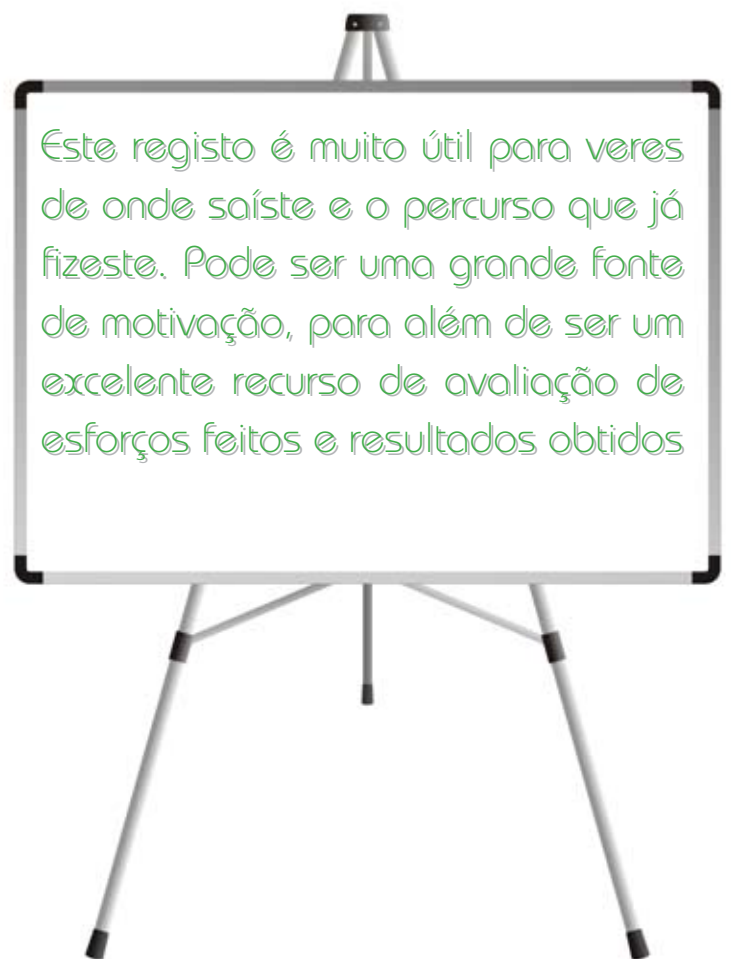 Este registo é muito útil para veres
de onde saíste e o percurso que já
fizeste. Pode ser uma grande fonte
de motivação, para além de ser um
excelente recurso de avaliação de
esforços feitos e resultados obtidos